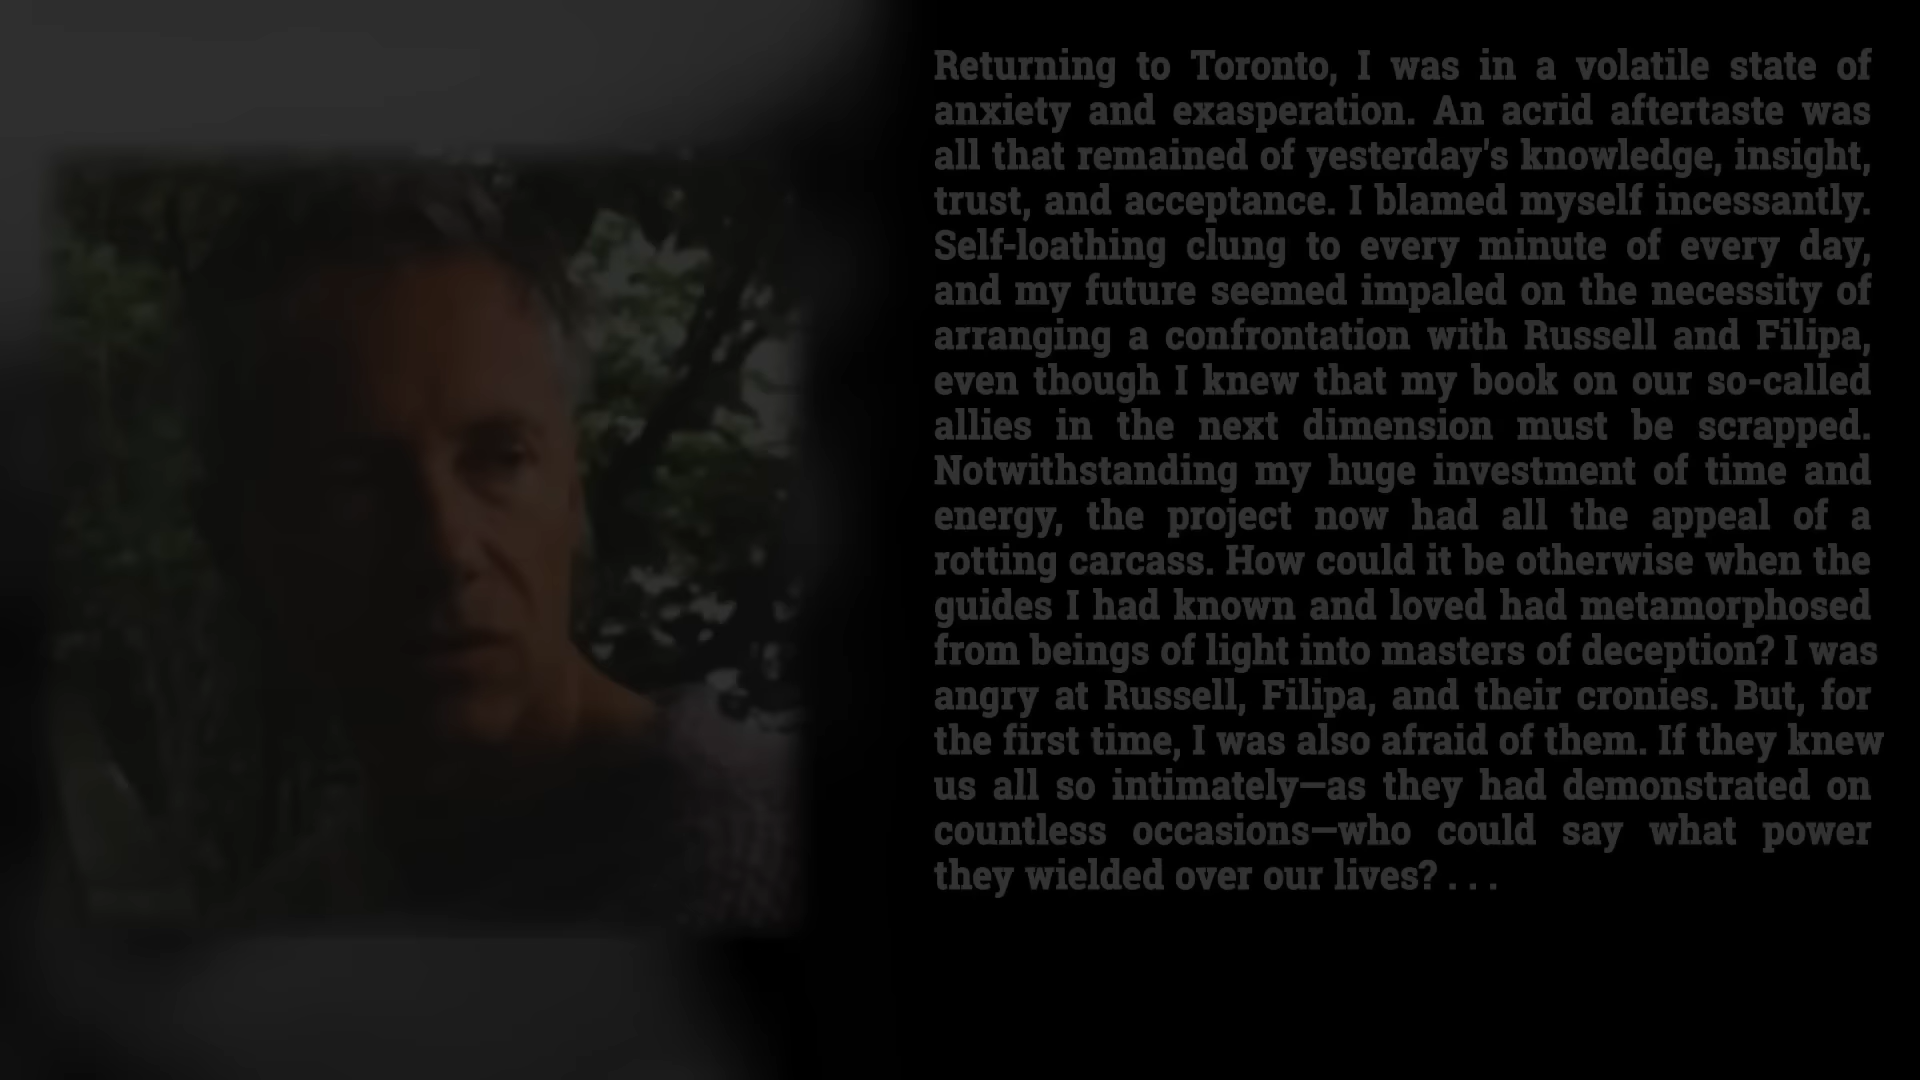 Returning to Toronto, I was in a volatile state of
anxiety and exasperation. An acrid aftertaste was
all that remained of yesterday's knowledge, insight,
trust, and acceptance. I blamed myself incessantly.
Self-loathing clung to every minute of every day,
and my future seemed impaled on the necessity of
arranging a confrontation with Russell and Filipa,
even though I knew that my book on our so-called
allies in the next dimension must be scrapped.
Notwithstanding my huge investment of time and
energy, the project now had all the appeal of a
rotting carcass. How could it be otherwise when the
guides I had known and loved had metamorphosed
from beings of light into masters of deception? I was
angry at Russell, Filipa, and their cronies. But, for
the first time, I was also afraid of them. If they knew
us all so intimately—as they had demonstrated on
countless occasions—who could say what power
they wielded over our lives? . . .